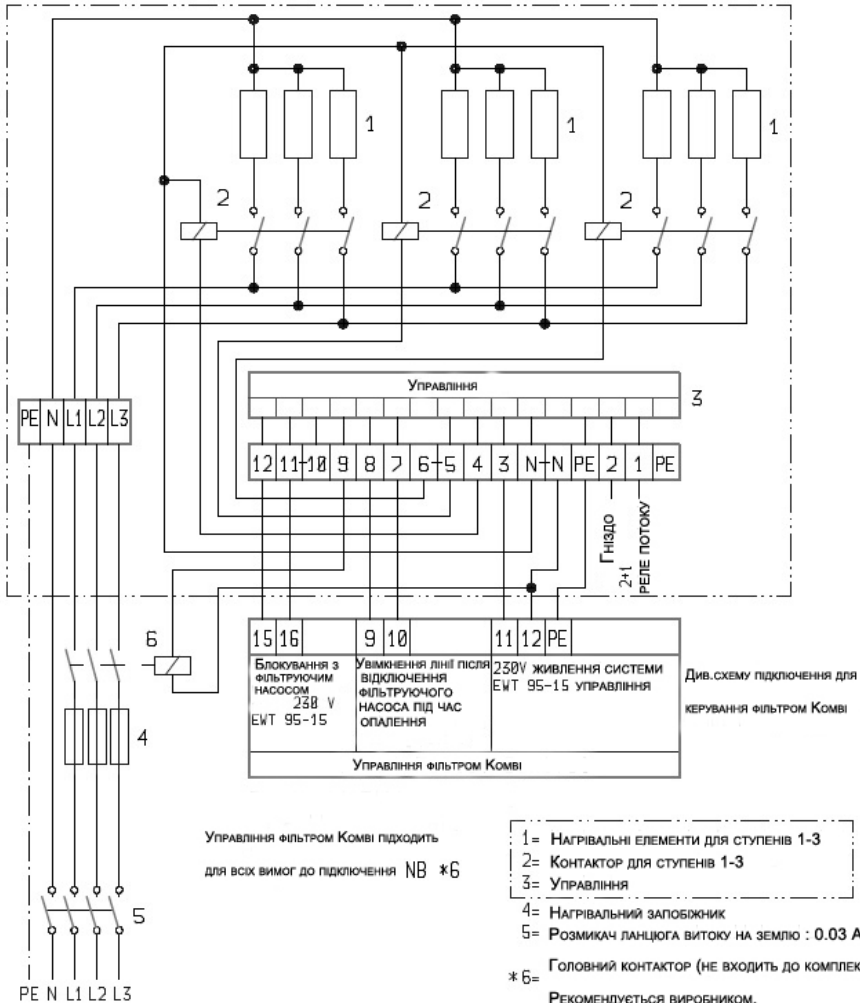 1 1 1
2 2 2
Управління
3
PE N L1 L2 L3
12 11-10 9 8 7 6-5 4 3 N-N PE 2 1 PE
Гніздо
2+1
реле потоку
6
15 16 9 10 11 12 PE
Блокування з
фільтруючим
насосом
230 V
EWT 95-15
Увімкнення лінії після
відключення
фільтруючого
насоса під час
опалення
230V живлення системи
EWT 95-15 управління
Управління фільтром Комбі
Див.схему підключення для
керування фільтром Комбі
4
Управління фільтром Комбі підходить
для всіх вимог до підключення NB *6
1= Нагрівальні елементи для ступенів 1-3
2= Контактор для ступенів 1-3
3= Управління
4= Нагрівальний запобіжник
5= Розмикач ланцюга витоку на землю : 0.03 A
*6= Головний контактор (не входить до комплек
Рекомендується виробником.
5
PE N L1 L2 L3